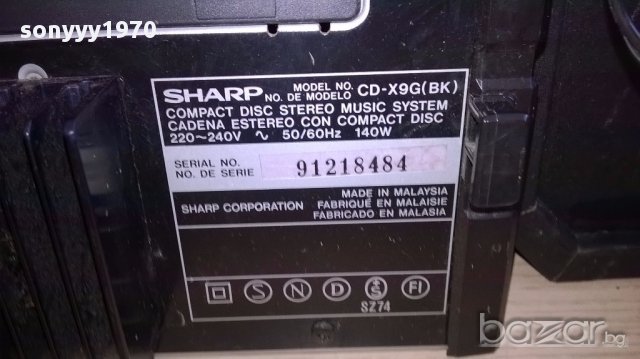 sonyyy1970
SHARP MODEL NO. NO. DE MODELO CD-X9G(BK)
COMPACT DISC STEREO MUSIC SYSTEM
CADENA ESTEREO CON COMPACT DISC
220~240V ∿ 50/60Hz 140W
SERIAL NO.
NO. DE SERIE 91218484
MADE IN MALAYSIA
SHARP CORPORATION FABRIQUÉ EN MALAISIE
FABRICADO EN MALASIA
S N D S FI
SZ74
bazar.bg